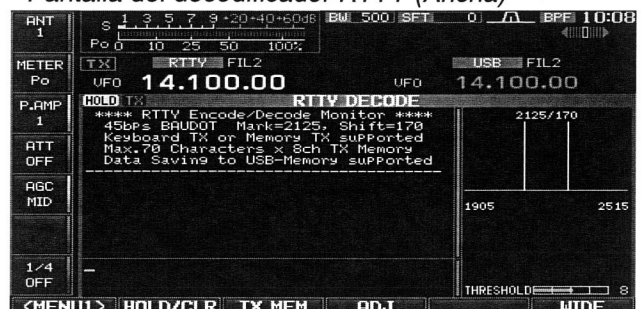 Pantalla del decodificador RTTY (Ancha)
ANT 1
S 1 3 5 7 9 +20+40+60dB
BW 500 SFT 0 BPF 10:08
Po 0 10 25 50 100%
METER Po
TX RTTY FIL2 USB FIL2
VFO 14.100.00 VFO 14.100.00
P.AMP 1
HOLD TX RTTY DECODE
**** RTTY Encode/Decode Monitor ****
45bps BAUDOT Mark=2125, Shift=170
Keyboard TX or Memory TX supported
Max.70 Characters x 8ch TX Memory
Data Saving to USB-Memory supported
2125/170
ATT OFF
AGC MID
1905 2515
1/4 OFF
THRESHOLD 8
<MENU1> HOLD/CLR TX MEM ADJ WIDE